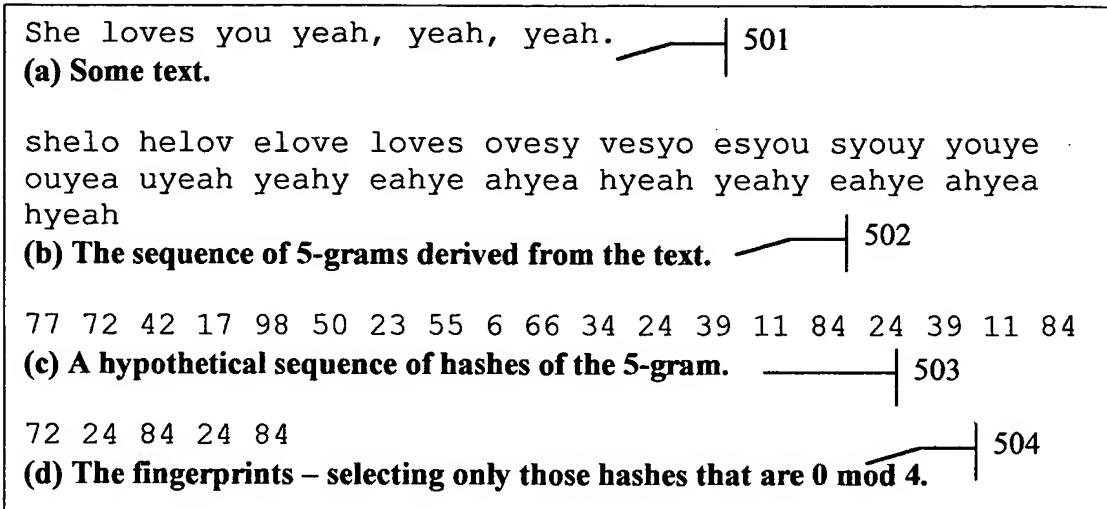 She loves you yeah, yeah, yeah.
501
(a) Some text.
shelo helov elove loves ovesy vesyo esyou syouy youye
ouyea uyeah yeahy eahye ahyea hyeah yeahy eahye ahyea
hyeah
502
(b) The sequence of 5-grams derived from the text.
77 72 42 17 98 50 23 55 6 66 34 24 39 11 84 24 39 11 84
(c) A hypothetical sequence of hashes of the 5-gram.
503
72 24 84 24 84
504
(d) The fingerprints – selecting only those hashes that are 0 mod 4.